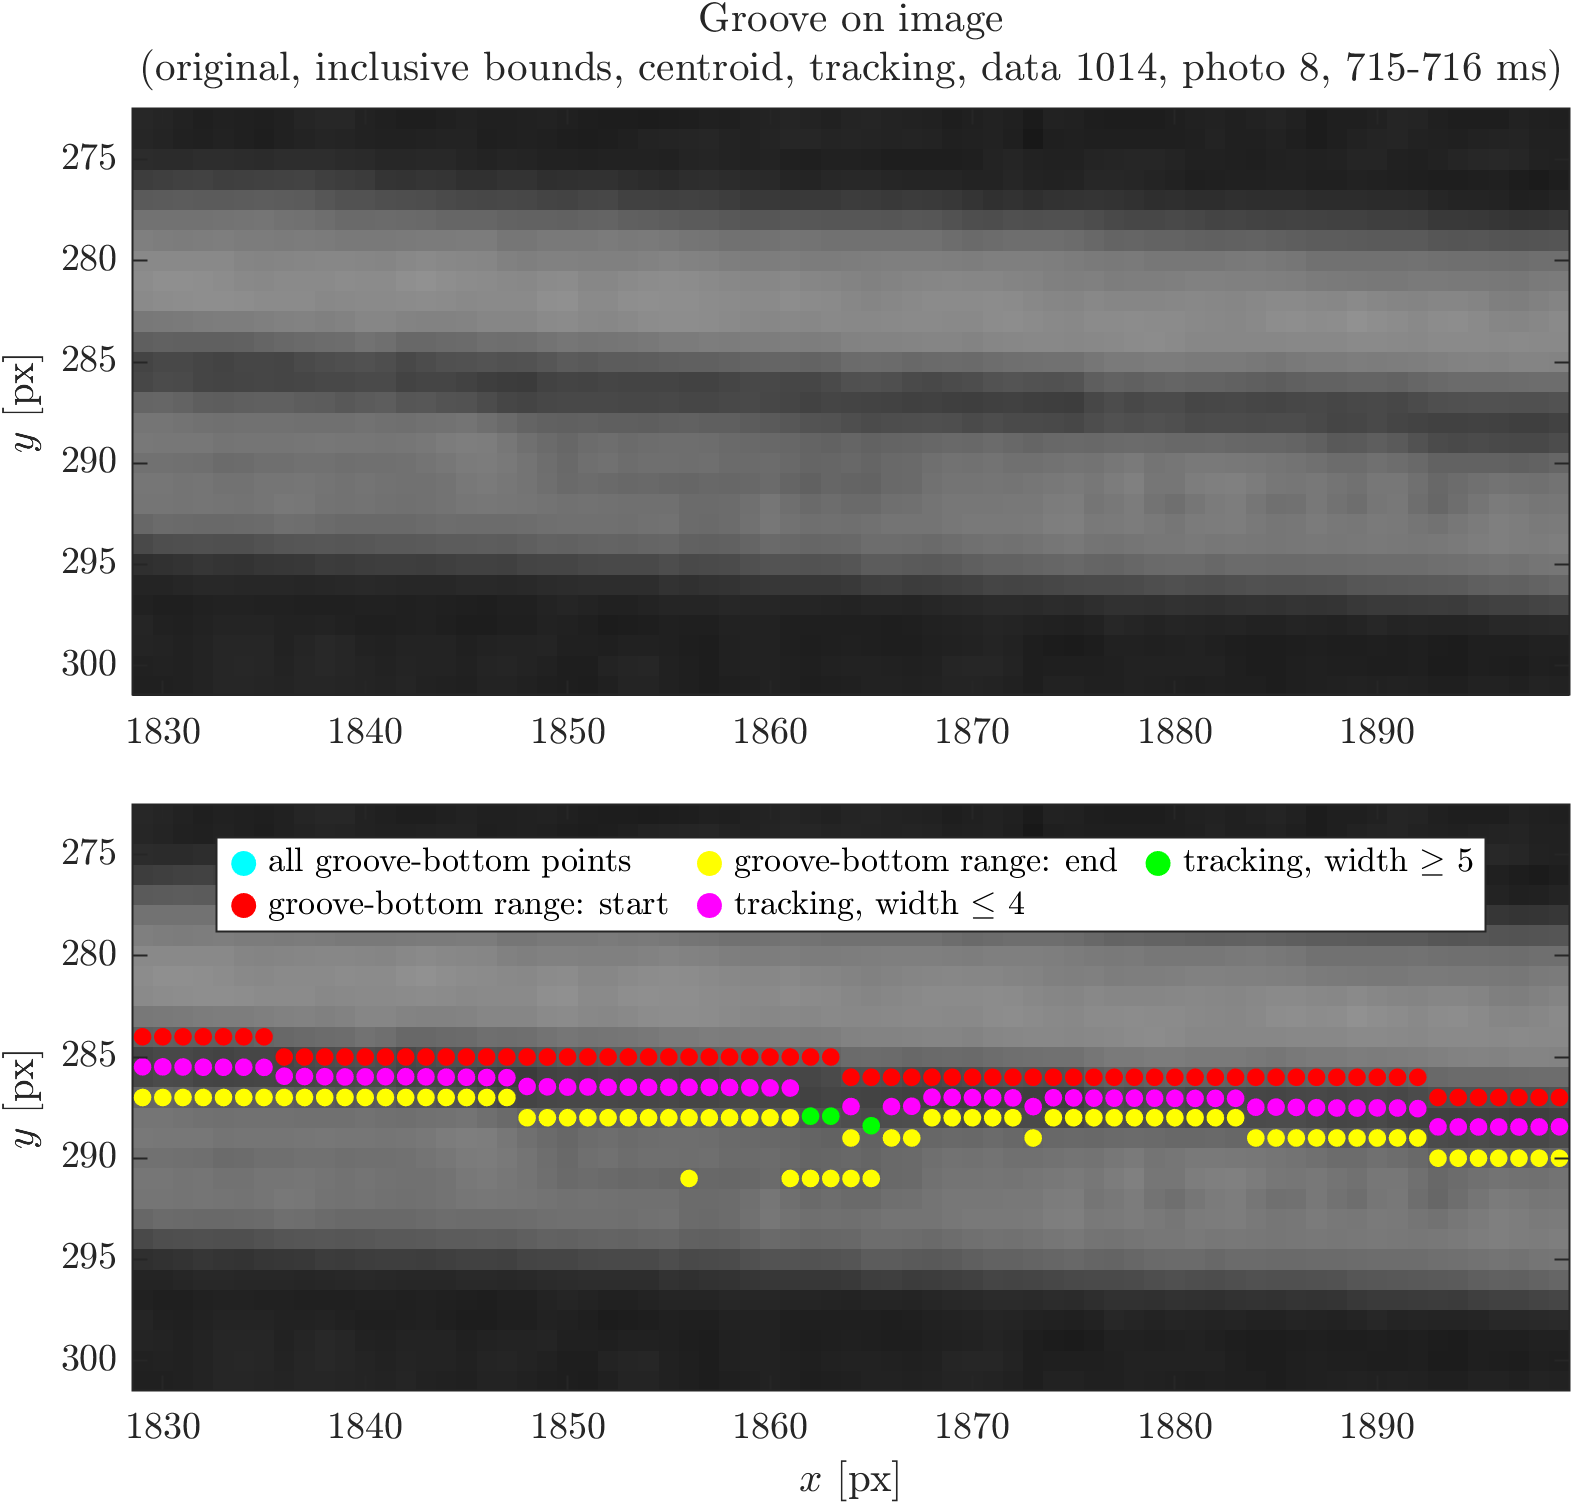 Groove on image
(original, inclusive bounds, centroid, tracking, data 1014, photo 8, 715-716 ms)
275
280
285
290
295
300
y [px]
1830 1840 1850 1860 1870 1880 1890
all groove-bottom points
groove-bottom range: start
groove-bottom range: end
tracking, width ≤ 4
tracking, width ≥ 5
275
280
285
290
295
300
y [px]
1830 1840 1850 1860 1870 1880 1890
x [px]